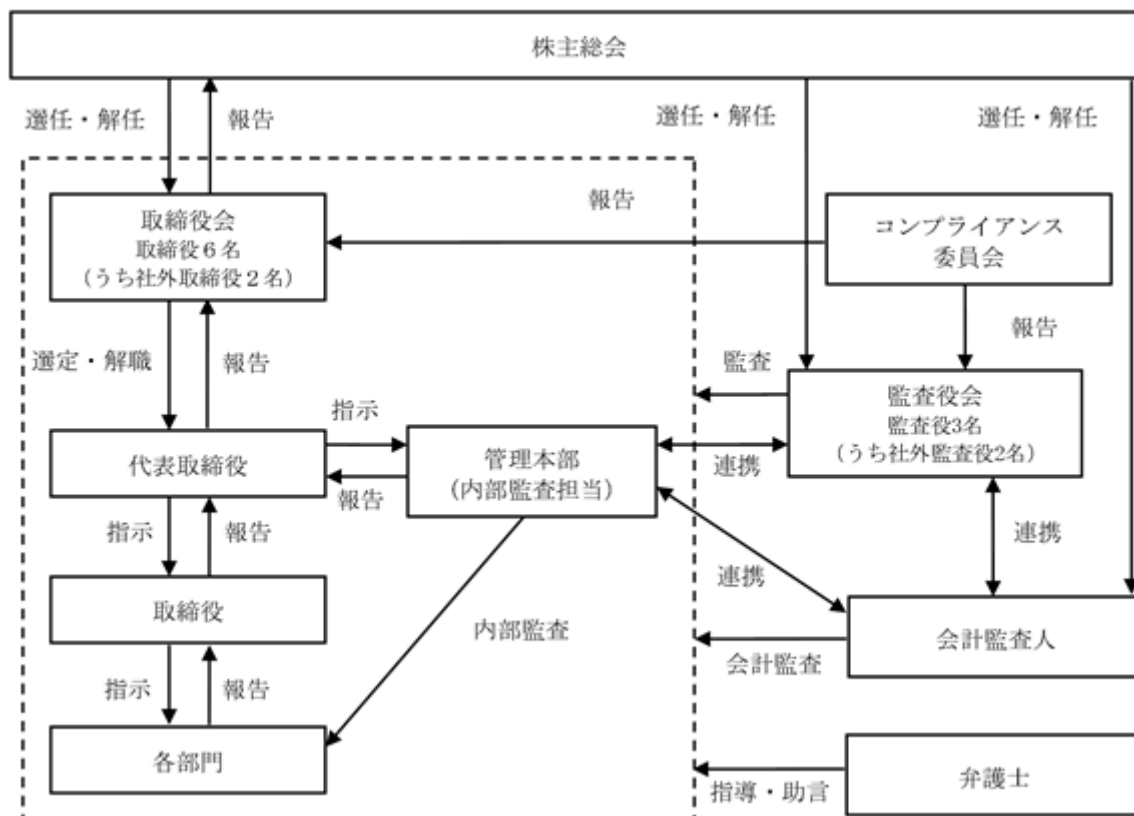 株主総会
選任・解任
報告
選任・解任
選任・解任
取締役会
取締役６名
（うち社外取締役２名）
報告
コンプライアンス
委員会
選定・解職
報告
報告
監査
監査役会
監査役3名
（うち社外監査役2名）
代表取締役
指示
報告
管理本部
（内部監査担当）
連携
指示
報告
連携
連携
取締役
内部監査
会計監査人
会計監査
指示
報告
各部門
弁護士
指導・助言